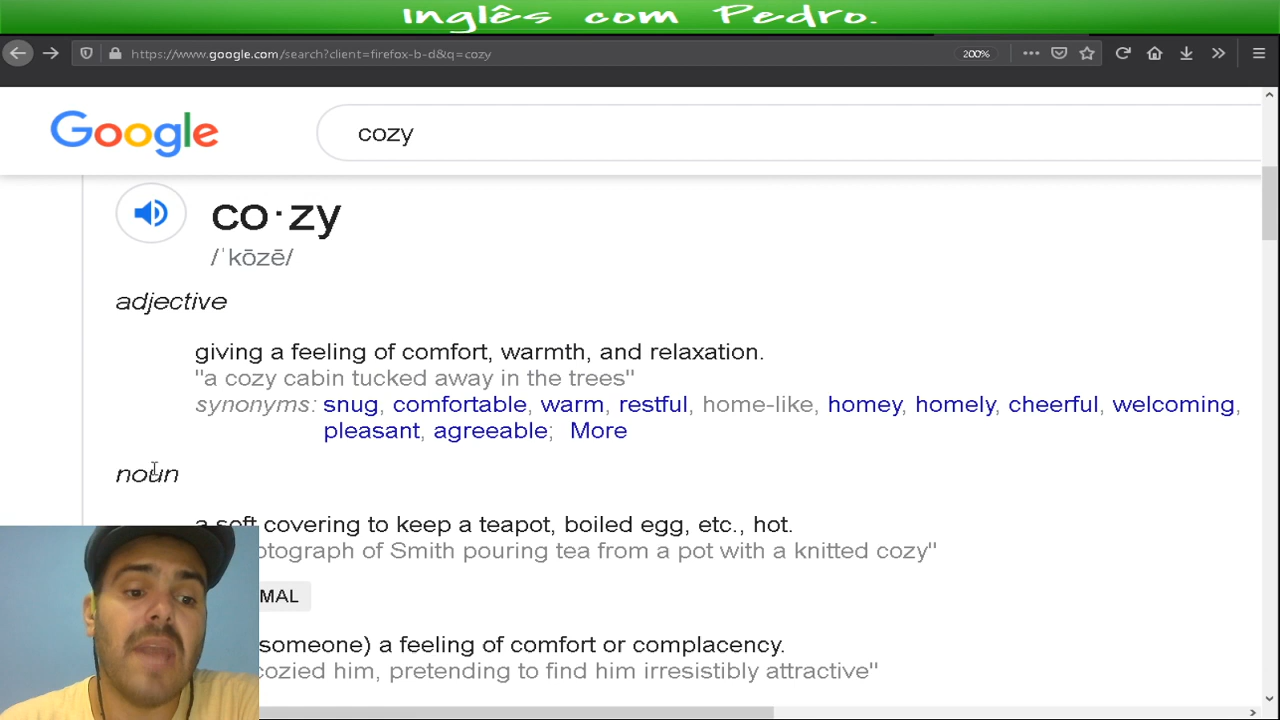 Inglês com Pedro.
https://www.google.com/search?client=firefox-b-d&q=cozy
200%
Google
cozy
co·zy
/ˈkōzē/
adjective
giving a feeling of comfort, warmth, and relaxation.
"a cozy cabin tucked away in the trees"
synonyms: snug, comfortable, warm, restful, home-like, homey, homely, cheerful, welcoming,
pleasant, agreeable; More
noun
a soft covering to keep a teapot, boiled egg, etc., hot.
of Smith pouring tea from a pot with a knitted cozy"
someone) a feeling of comfort or complacency.
cozied him, pretending to find him irresistibly attractive"